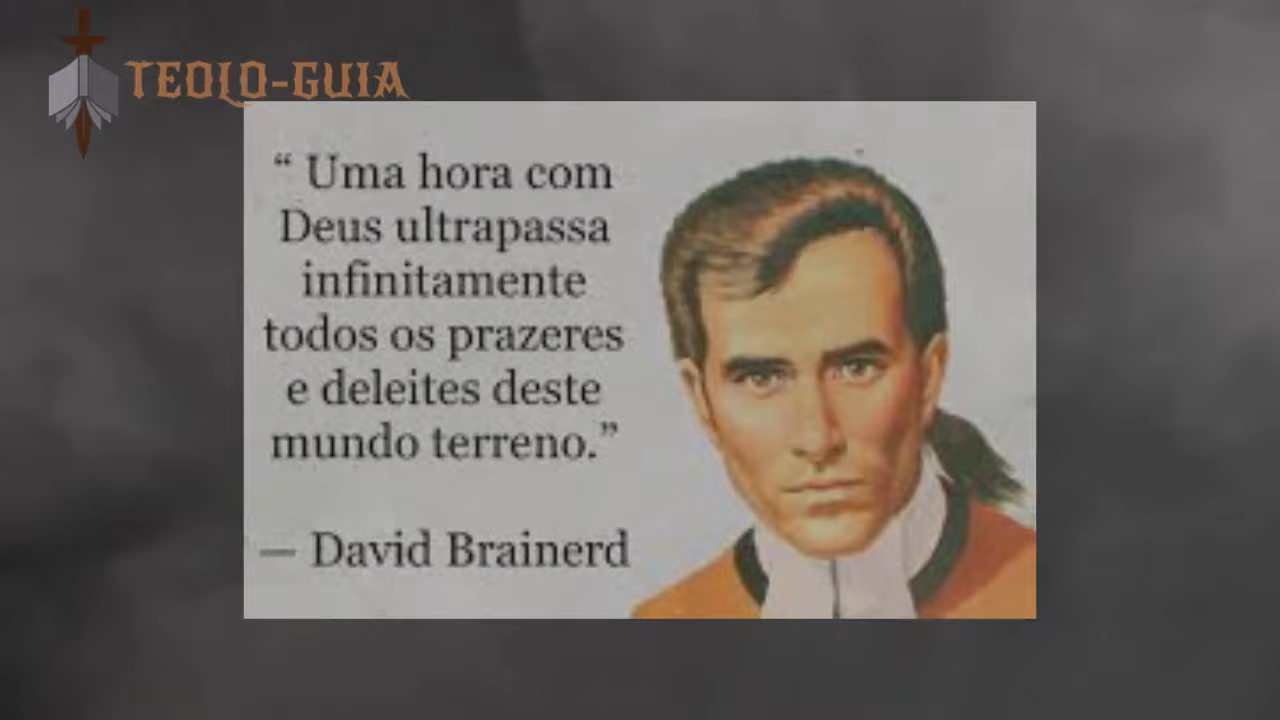 TEOLO-GUIA
“ Uma hora com
Deus ultrapassa
infinitamente
todos os prazeres
e deleites deste
mundo terreno.”
— David Brainerd